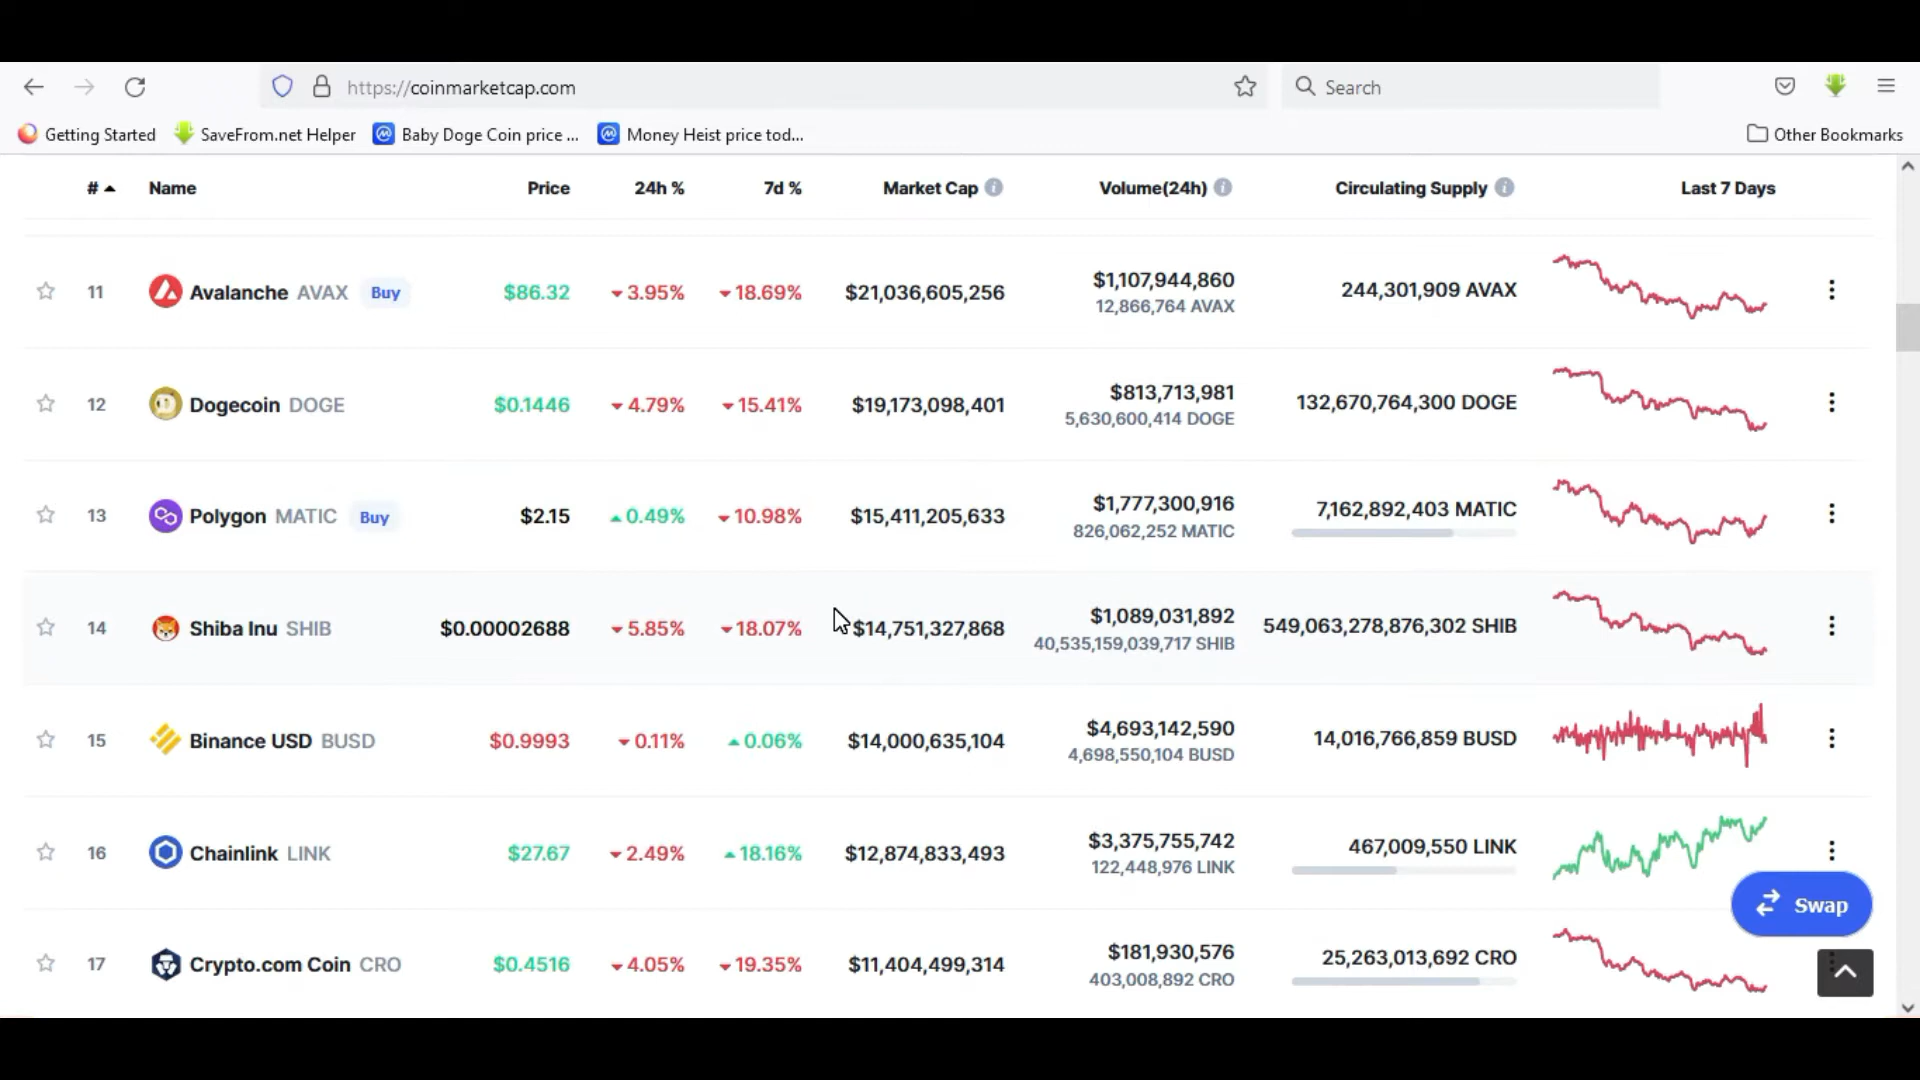 https://coinmarketcap.com
Search
Getting Started
SaveFrom.net Helper
Baby Doge Coin price ...
Money Heist price tod...
Other Bookmarks
# Name Price 24h % 7d % Market Cap Volume(24h) Circulating Supply Last 7 Days
11 Avalanche AVAX Buy $86.32 3.95% 18.69% $21,036,605,256 $1,107,944,860 244,301,909 AVAX
12,866,764 AVAX
12 Dogecoin DOGE $0.1446 4.79% 15.41% $19,173,098,401 $813,713,981 132,670,764,300 DOGE
5,630,600,414 DOGE
13 Polygon MATIC Buy $2.15 0.49% 10.98% $15,411,205,633 $1,777,300,916 7,162,892,403 MATIC
826,062,252 MATIC
14 Shiba Inu SHIB $0.00002688 5.85% 18.07% $14,751,327,868 $1,089,031,892 549,063,278,876,302 SHIB
40,535,159,039,717 SHIB
15 Binance USD BUSD $0.9993 0.11% 0.06% $14,000,635,104 $4,693,142,590 14,016,766,859 BUSD
4,698,550,104 BUSD
16 Chainlink LINK $27.67 2.49% 18.16% $12,874,833,493 $3,375,755,742 467,009,550 LINK
122,448,976 LINK
Swap
17 Crypto.com Coin CRO $0.4516 4.05% 19.35% $11,404,499,314 $181,930,576 25,263,013,692 CRO
403,008,892 CRO